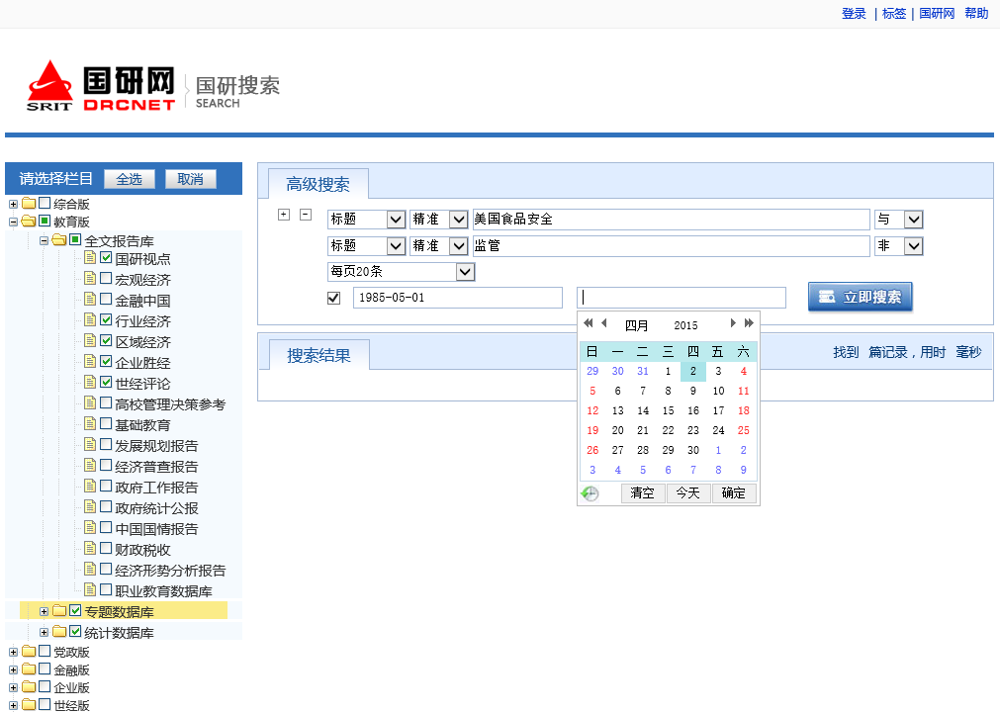 登录 | 标签 | 国研网 帮助
SRIT 国研网 DRCNET 国研搜索 SEARCH
请选择栏目 全选 取消
综合版
教育版
全文报告库
国研视点
宏观经济
金融中国
行业经济
区域经济
企业胜经
世经评论
高校管理决策参考
基础教育
发展规划报告
经济普查报告
政府工作报告
政府统计公报
中国国情报告
财政税收
经济形势分析报告
职业教育数据库
专题数据库
统计数据库
党政版
金融版
企业版
世经版
高级搜索
标题 精准 美国食品安全 与
标题 精准 监管 非
每页20条
1985-05-01 立即搜索
四月 2015
日 一 二 三 四 五 六
29 30 31 1 2 3 4
5 6 7 8 9 10 11
12 13 14 15 16 17 18
19 20 21 22 23 24 25
26 27 28 29 30 1 2
3 4 5 6 7 8 9
清空 今天 确定
搜索结果 找到 篇记录，用时 毫秒